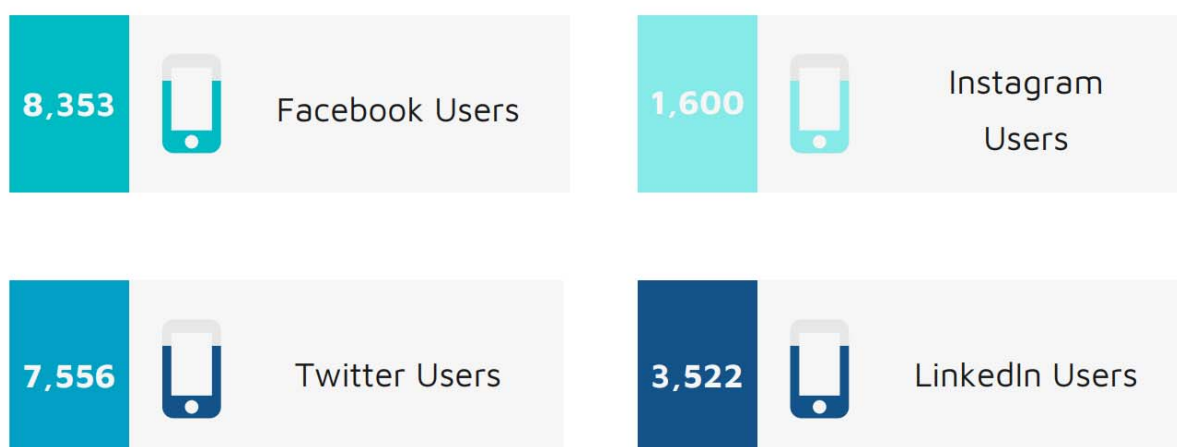 8,353
Facebook Users
1,600
Instagram
Users
7,556
Twitter Users
3,522
LinkedIn Users